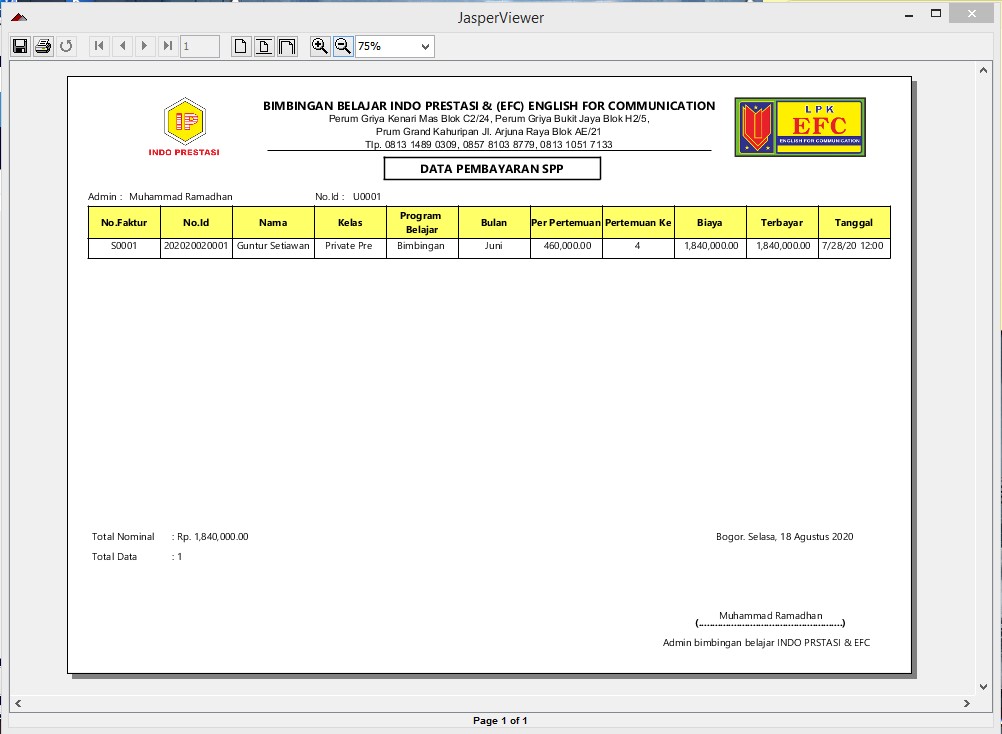 JasperViewer
1
75%
IP
INDO PRESTASI
BIMBINGAN BELAJAR INDO PRESTASI & (EFC) ENGLISH FOR COMMUNICATION
Perum Griya Kenari Mas Blok C2/24, Perum Griya Bukit Jaya Blok H2/5,
Prum Grand Kahuripan Jl. Arjuna Raya Blok AE/21
Tlp. 0813 1489 0309, 0857 8103 8779, 0813 1051 7133
LPK
EFC
ENGLISH FOR COMMUNICATION
DATA PEMBAYARAN SPP
Admin : Muhammad Ramadhan No.Id : U0001
No.Faktur No.Id Nama Kelas Program Belajar Bulan Per Pertemuan Pertemuan Ke Biaya Terbayar Tanggal
S0001 202020020001 Guntur Setiawan Private Pre Bimbingan Juni 460,000.00 4 1,840,000.00 1,840,000.00 7/28/20 12:00
Total Nominal : Rp. 1,840,000.00 Bogor. Selasa, 18 Agustus 2020
Total Data : 1
Muhammad Ramadhan
(................................................)
Admin bimbingan belajar INDO PRSTASI & EFC
Page 1 of 1